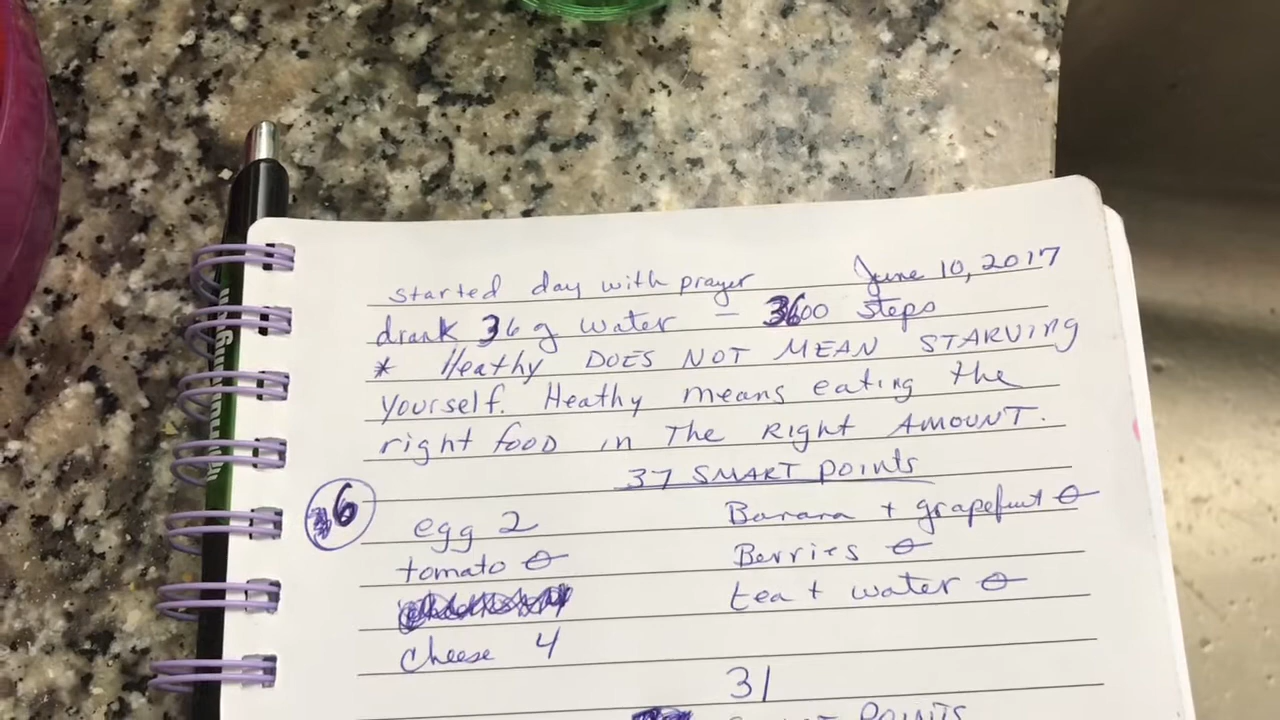 started day with prayer June 10, 2017
drank 36 g water - 3600 steps
* Heathy DOES NOT MEAN STARVING
yourself. Heathy means eating the
right food in The Right AMOUNT.
37 SMART points
6
egg 2 Banana + grapefruit 0
tomato 0 Berries 0
tea + water 0
cheese 4
31
POINTS